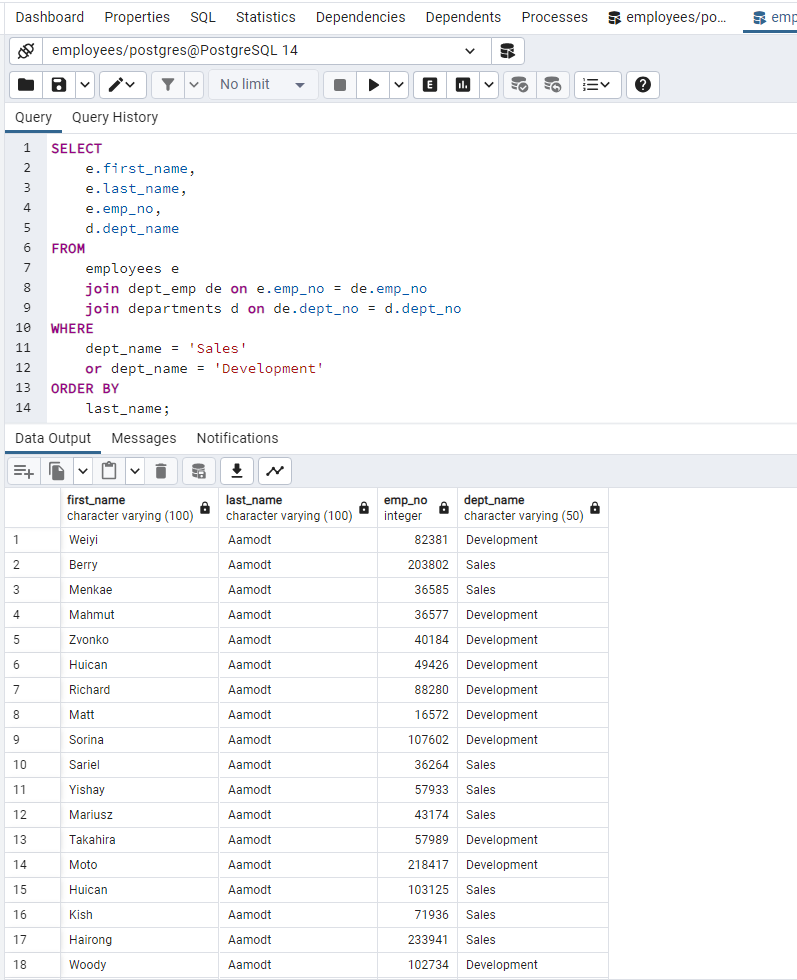 Dashboard Properties SQL Statistics Dependencies Dependents Processes employees/po... emp
employees/postgres@PostgreSQL 14
No limit E
Query Query History
1 SELECT
2 e.first_name,
3 e.last_name,
4 e.emp_no,
5 d.dept_name
6 FROM
7 employees e
8 join dept_emp de on e.emp_no = de.emp_no
9 join departments d on de.dept_no = d.dept_no
10 WHERE
11 dept_name = 'Sales'
12 or dept_name = 'Development'
13 ORDER BY
14 last_name;
Data Output Messages Notifications
first_name last_name emp_no dept_name
character varying (100) character varying (100) integer character varying (50)
1 Weiyi Aamodt 82381 Development
2 Berry Aamodt 203802 Sales
3 Menkae Aamodt 36585 Sales
4 Mahmut Aamodt 36577 Development
5 Zvonko Aamodt 40184 Development
6 Huican Aamodt 49426 Development
7 Richard Aamodt 88280 Development
8 Matt Aamodt 16572 Development
9 Sorina Aamodt 107602 Development
10 Sariel Aamodt 36264 Sales
11 Yishay Aamodt 57933 Sales
12 Mariusz Aamodt 43174 Sales
13 Takahira Aamodt 57989 Development
14 Moto Aamodt 218417 Development
15 Huican Aamodt 103125 Sales
16 Kish Aamodt 71936 Sales
17 Hairong Aamodt 233941 Sales
18 Woody Aamodt 102734 Development